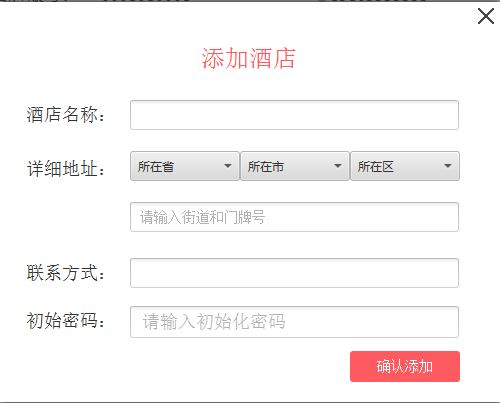 添加酒店
酒店名称：
详细地址： 所在省 所在市 所在区
请输入街道和门牌号
联系方式：
初始密码： 请输入初始化密码
确认添加